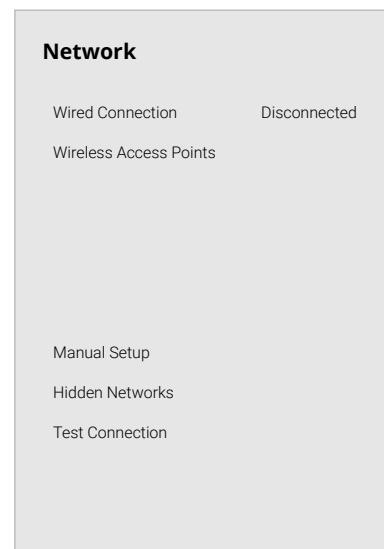 Network
Wired Connection Disconnected
Wireless Access Points
Manual Setup
Hidden Networks
Test Connection